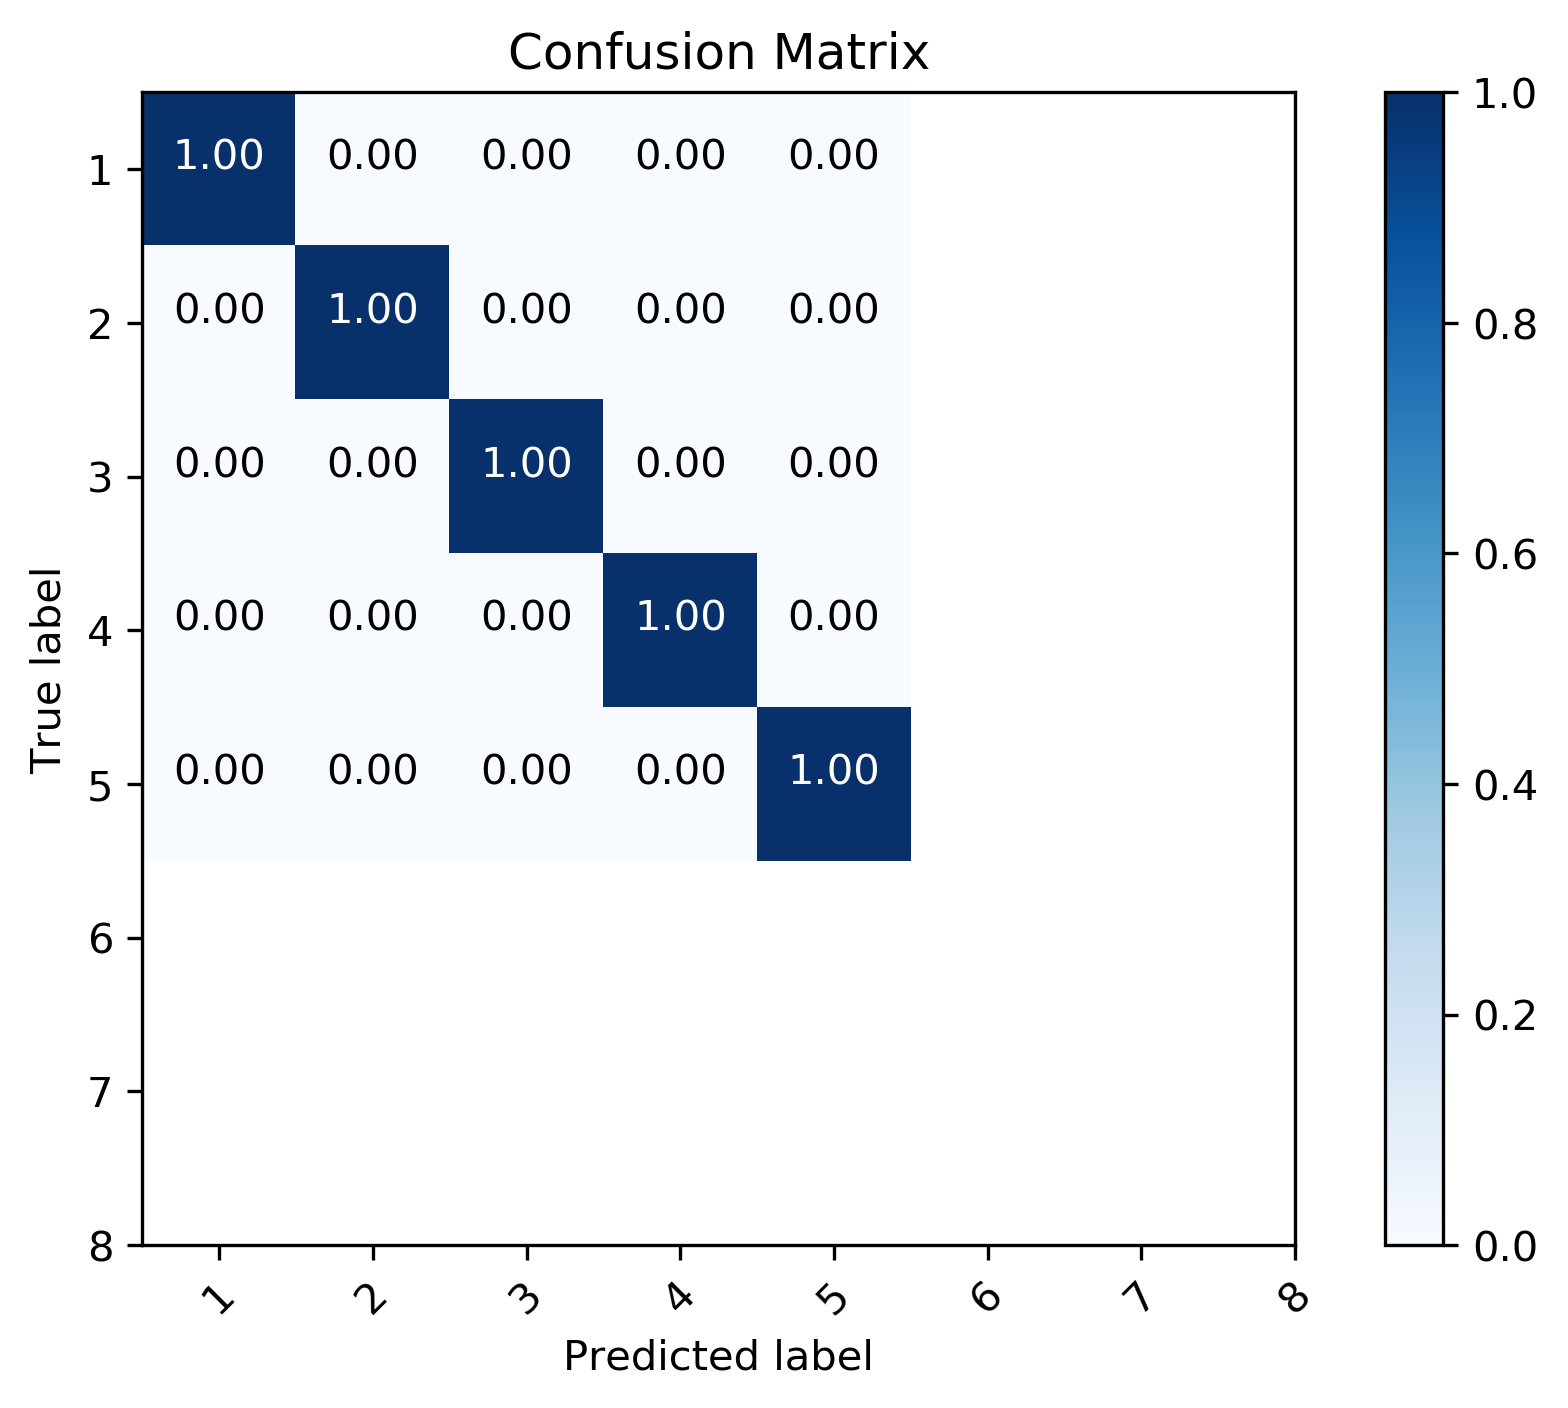 Confusion Matrix
1.0
1 1.00 0.00 0.00 0.00 0.00
2 0.00 1.00 0.00 0.00 0.00
0.8
3 0.00 0.00 1.00 0.00 0.00
0.6
4 0.00 0.00 0.00 1.00 0.00
True label
5 0.00 0.00 0.00 0.00 1.00
0.4
6
0.2
7
8
0.0
1 2 3 4 5 6 7 8
Predicted label